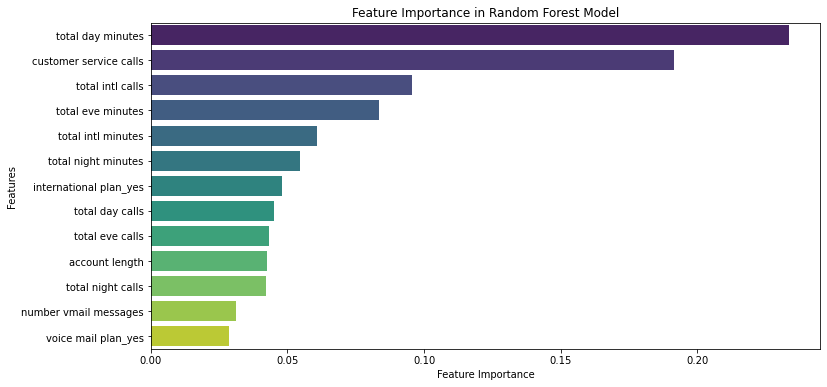 Feature Importance in Random Forest Model
total day minutes
customer service calls
total intl calls
total eve minutes
total intl minutes
total night minutes
international plan_yes
total day calls
total eve calls
account length
total night calls
number vmail messages
voice mail plan_yes
Features
0.00 0.05 0.10 0.15 0.20
Feature Importance